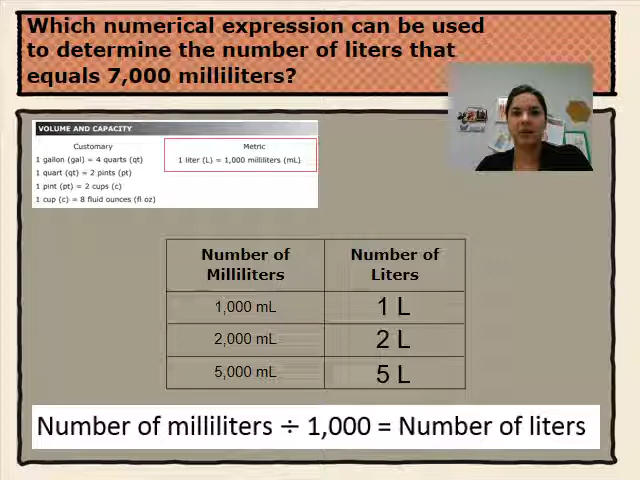 Which numerical expression can be used
to determine the number of liters that
equals 7,000 milliliters?
VOLUME AND CAPACITY
Customary
1 gallon (gal) = 4 quarts (qt)
1 quart (qt) = 2 pints (pt)
1 pint (pt) = 2 cups (c)
1 cup (c) = 8 fluid ounces (fl oz)
Metric
1 liter (L) = 1,000 milliliters (mL)
Number of Milliliters Number of Liters
1,000 mL 1 L
2,000 mL 2 L
5,000 mL 5 L
Number of milliliters ÷ 1,000 = Number of liters